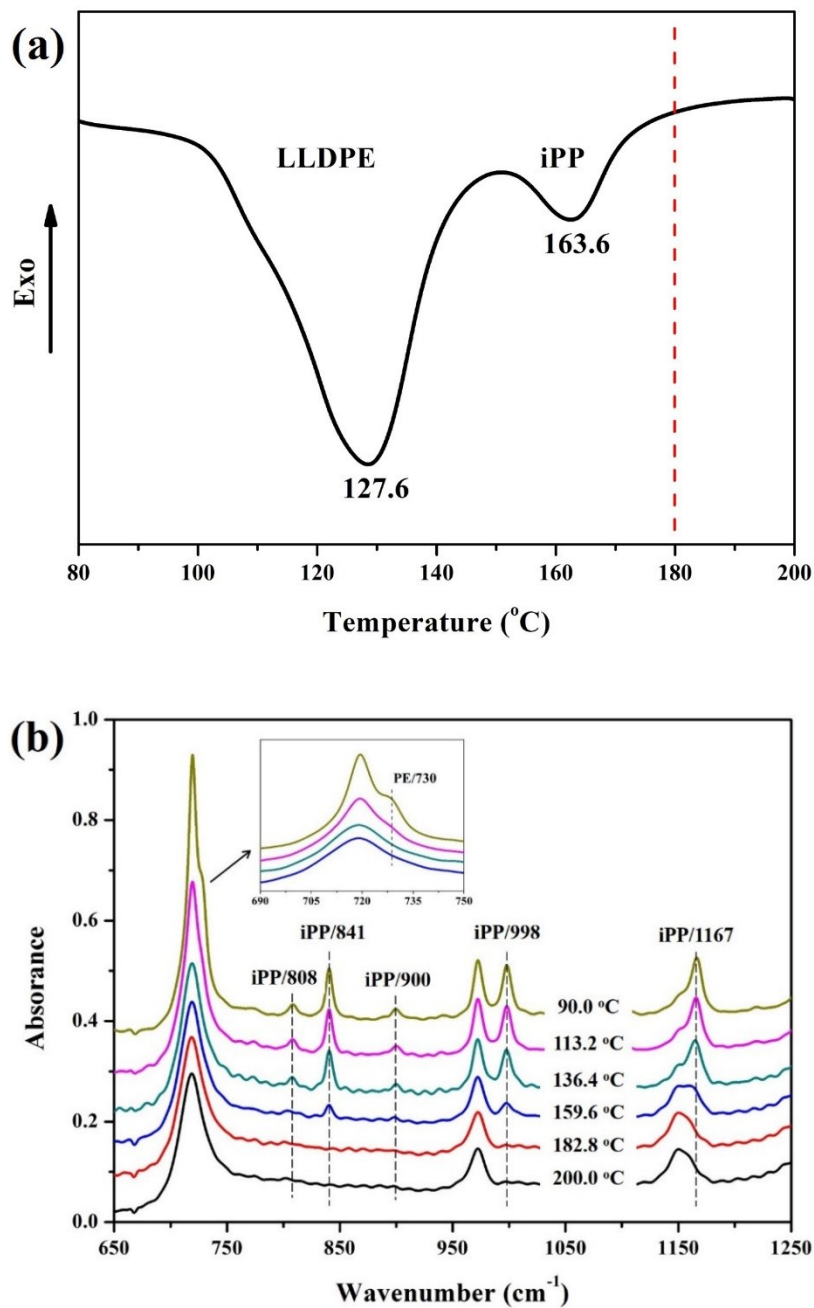 (a)
LLDPE
iPP
163.6
127.6
Exo
80 100 120 140 160 180 200
Temperature (°C)
(b)
1.0
0.8
0.6
0.4
0.2
0.0
Absorance
PE/730
690 705 720 735 750
iPP/808
iPP/841
iPP/900
iPP/998
iPP/1167
90.0 °C
113.2 °C
136.4 °C
159.6 °C
182.8 °C
200.0 °C
650 750 850 950 1050 1150 1250
Wavenumber (cm⁻¹)